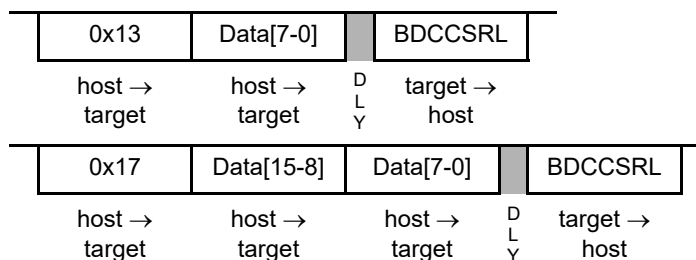 0x13 Data[7-0] BDCCSRL
host → host → D target →
target target L host
Y
0x17 Data[15-8] Data[7-0] BDCCSRL
host → host → host → D target →
target target target L host
Y